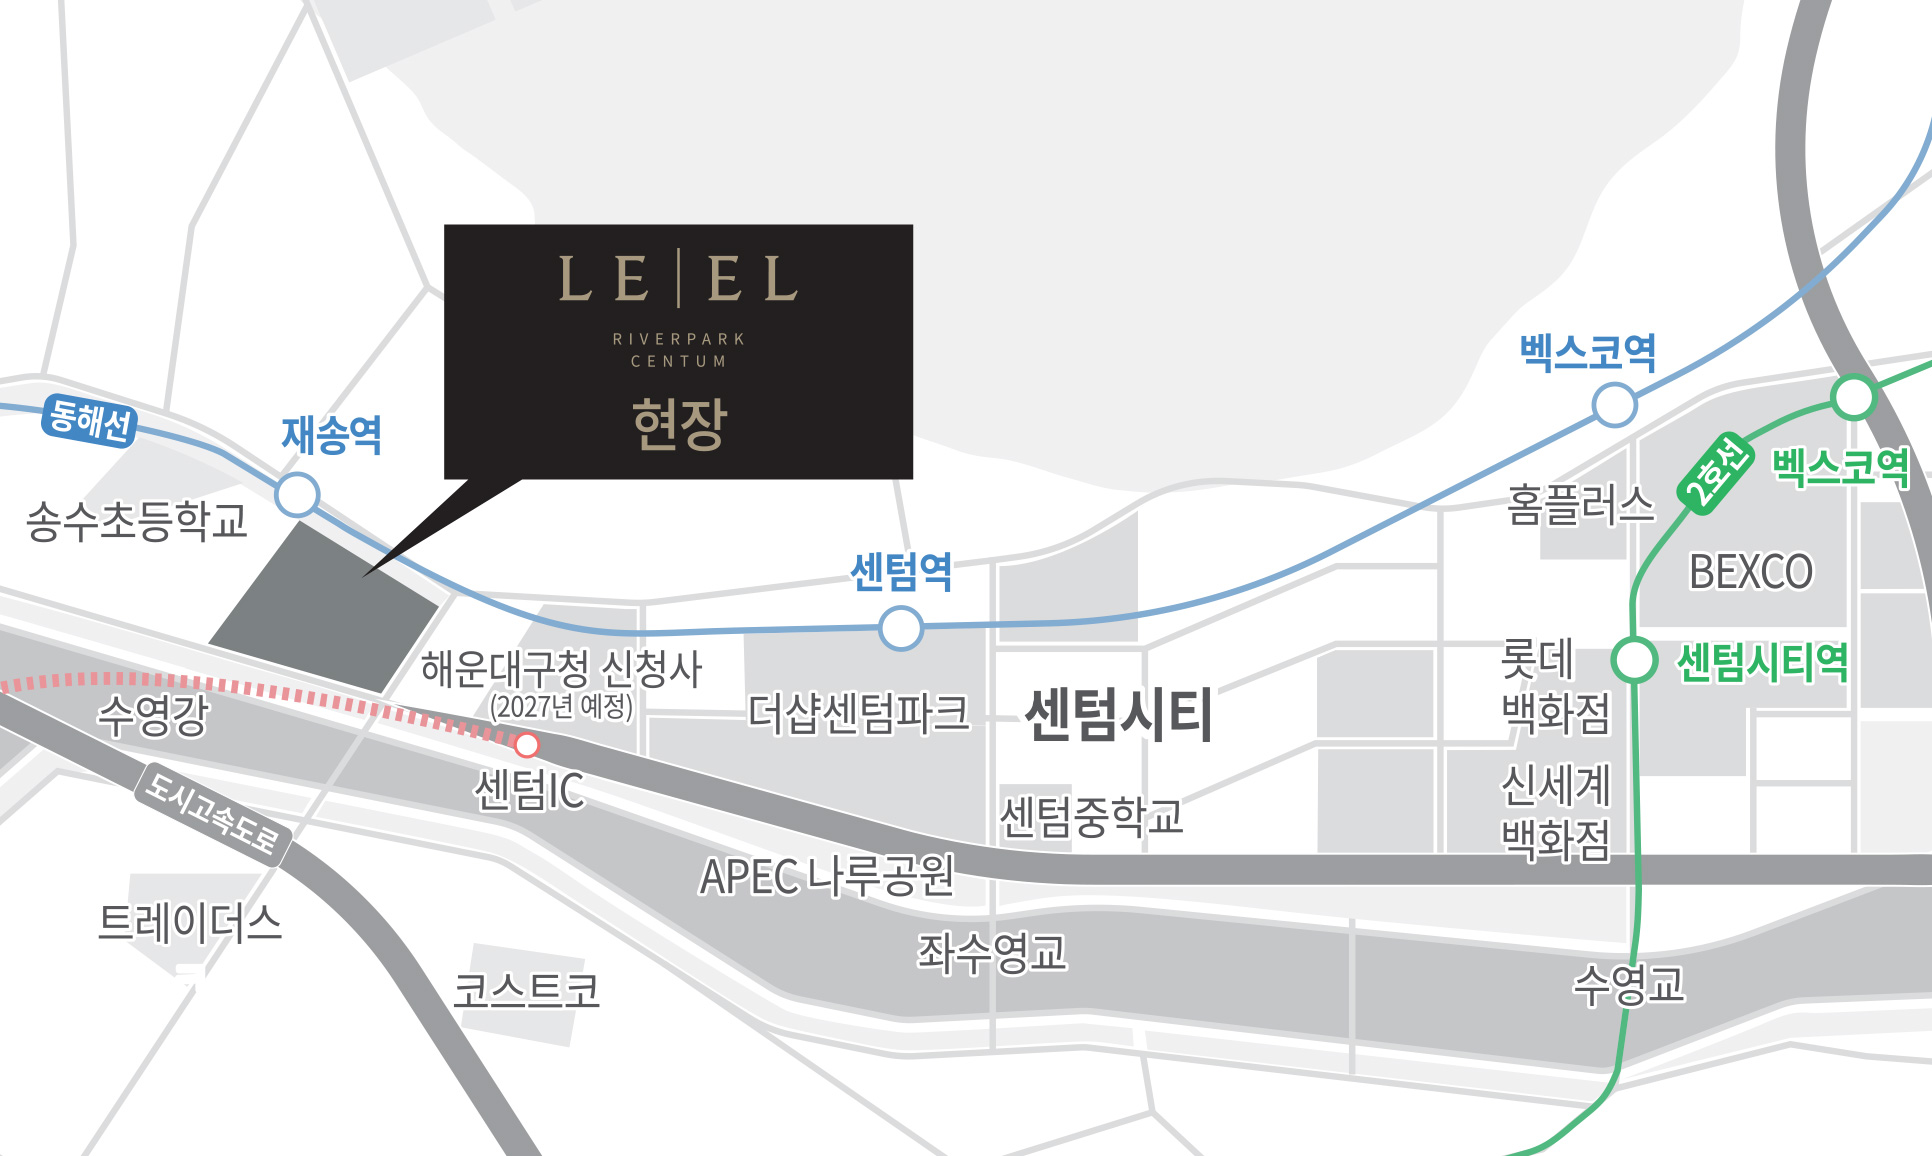 LE|EL
RIVERPARK
CENTUM
현장
동해선
재송역
송수초등학교
벡스코역
2호선
벡스코역
홈플러스
BEXCO
센텀역
해운대구청 신청사
(2027년 예정)
더샵센텀파크
센텀시티
롯데
백화점
센텀시티역
수영강
센텀IC
신세계
백화점
센텀중학교
도시고속도로
APEC 나루공원
트레이더스
좌수영교
코스트코
수영교